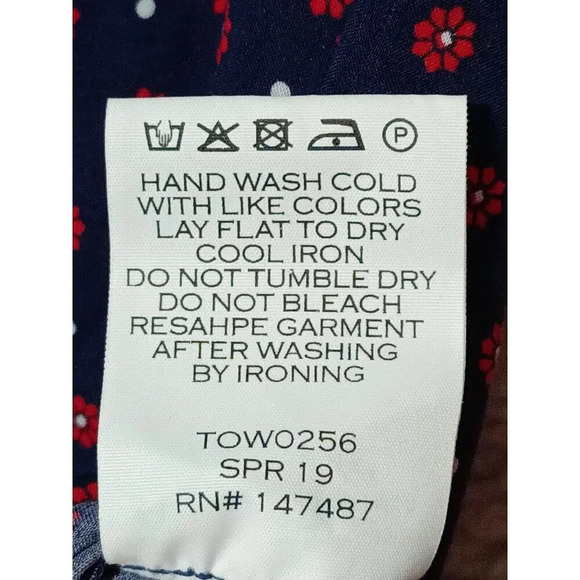 P
HAND WASH COLD
WITH LIKE COLORS
LAY FLAT TO DRY
COOL IRON
DO NOT TUMBLE DRY
DO NOT BLEACH
RESAHPE GARMENT
AFTER WASHING
BY IRONING
TOW0256
SPR 19
RN# 147487